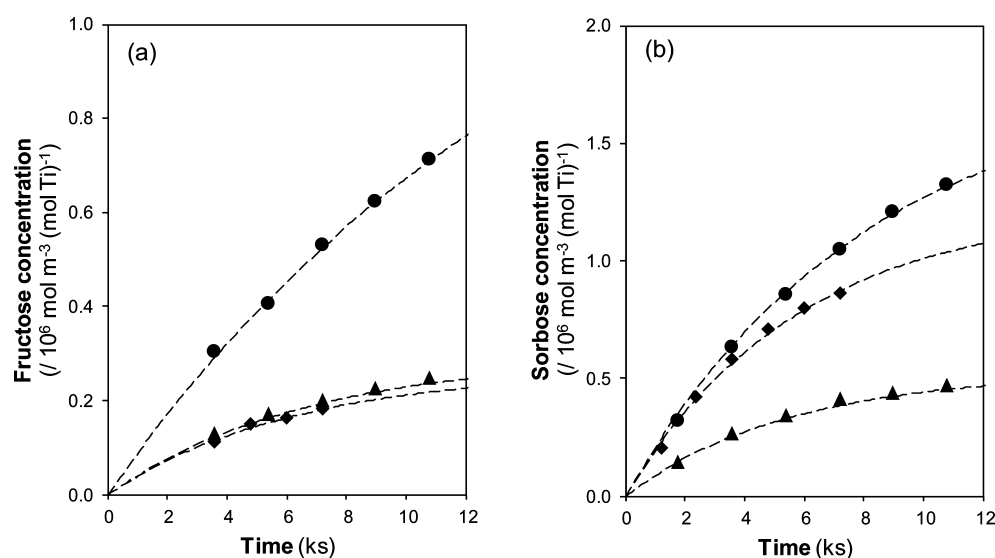 (a)
Fructose concentration
(/ 10⁶ mol m⁻³ (mol Ti)⁻¹)
1.0
0.8
0.6
0.4
0.2
0.0
0 2 4 6 8 10 12
Time (ks)
(b)
Sorbose concentration
(/ 10⁶ mol m⁻³ (mol Ti)⁻¹)
2.0
1.5
1.0
0.5
0.0
0 2 4 6 8 10 12
Time (ks)